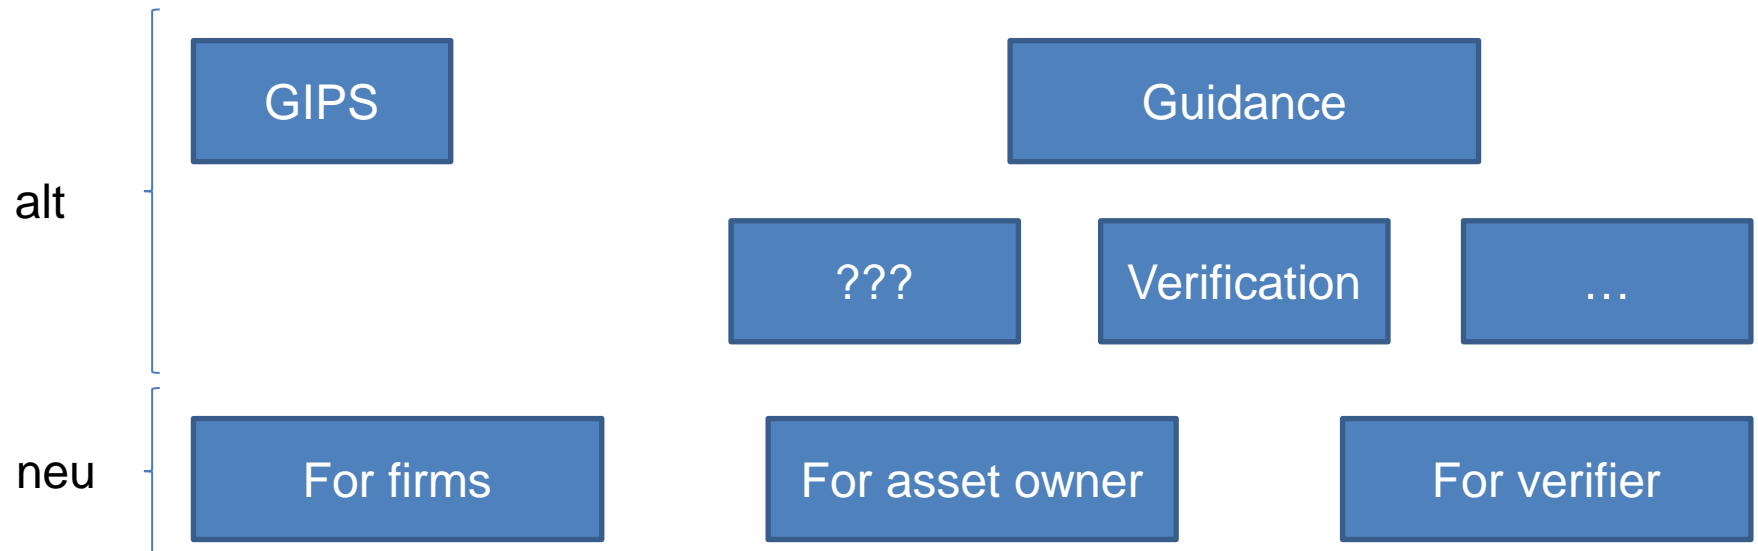 GIPS
Guidance
alt
???
Verification
…
neu
For firms
For asset owner
For verifier